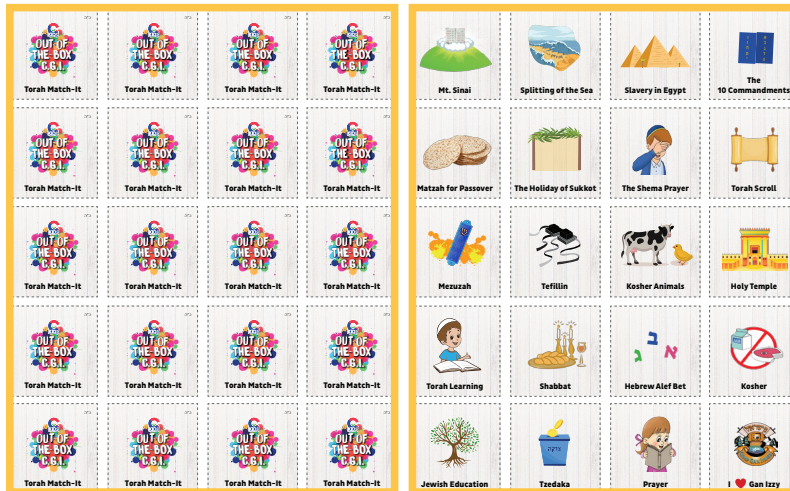 OUT OF
THE BOX
C.G.I.
Torah Match-It
OUT OF
THE BOX
C.G.I.
Torah Match-It
OUT OF
THE BOX
C.G.I.
Torah Match-It
OUT OF
THE BOX
C.G.I.
Torah Match-It
OUT OF
THE BOX
C.G.I.
Torah Match-It
OUT OF
THE BOX
C.G.I.
Torah Match-It
OUT OF
THE BOX
C.G.I.
Torah Match-It
OUT OF
THE BOX
C.G.I.
Torah Match-It
OUT OF
THE BOX
C.G.I.
Torah Match-It
OUT OF
THE BOX
C.G.I.
Torah Match-It
OUT OF
THE BOX
C.G.I.
Torah Match-It
OUT OF
THE BOX
C.G.I.
Torah Match-It
OUT OF
THE BOX
C.G.I.
Torah Match-It
OUT OF
THE BOX
C.G.I.
Torah Match-It
OUT OF
THE BOX
C.G.I.
Torah Match-It
OUT OF
THE BOX
C.G.I.
Torah Match-It
OUT OF
THE BOX
C.G.I.
Torah Match-It
OUT OF
THE BOX
C.G.I.
Torah Match-It
OUT OF
THE BOX
C.G.I.
Torah Match-It
OUT OF
THE BOX
C.G.I.
Torah Match-It
Mt. Sinai
Splitting of the Sea
Slavery in Egypt
The
10 Commandments
Matzah for Passover
The Holiday of Sukkot
The Shema Prayer
Torah Scroll
Mezuzah
Tefillin
Kosher Animals
Holy Temple
Torah Learning
Shabbat
א ב ג
Hebrew Alef Bet
Kosher
Jewish Education
צדקה
Tzedaka
Prayer
I ❤ Gan Izzy